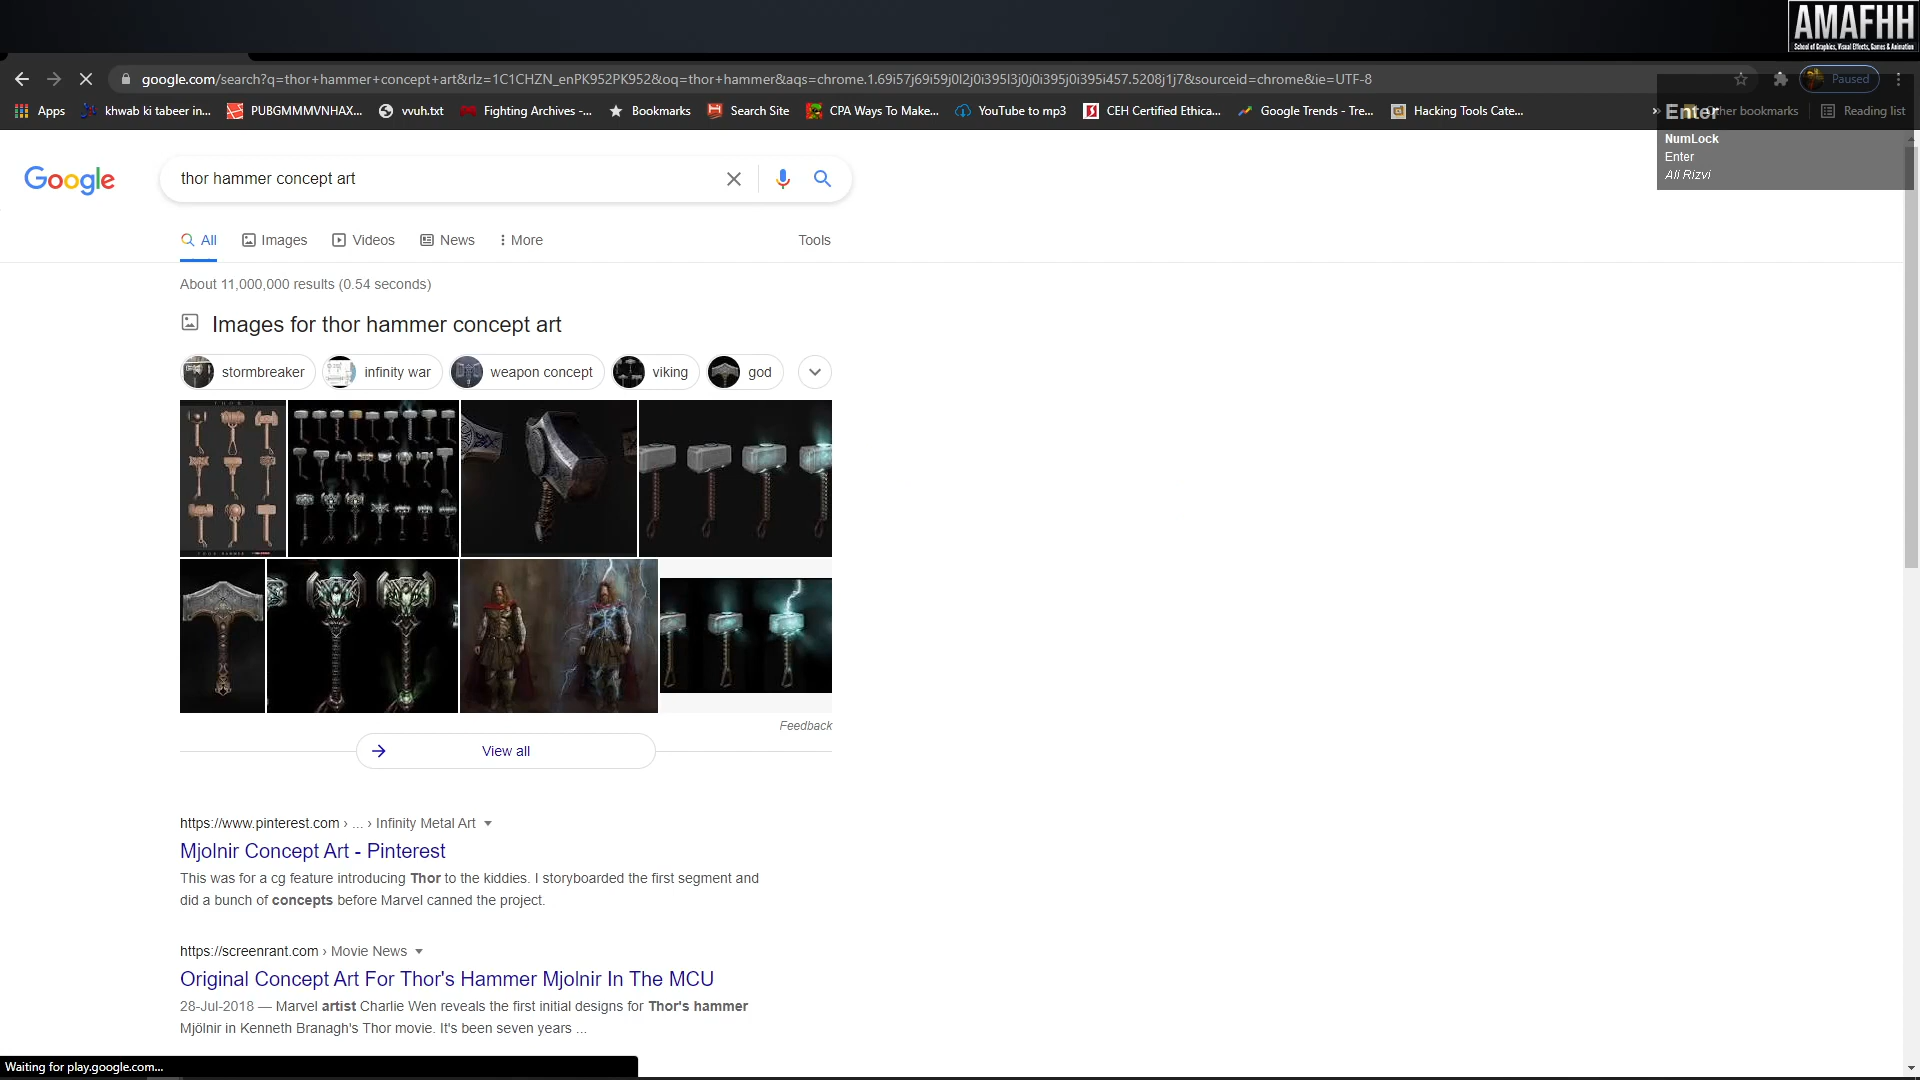 AMAFHH
School of Graphics, Visual Effects, Games & Animation
google.com/search?q=thor+hammer+concept+art&rlz=1C1CHZN_enPK952PK952&oq=thor+hammer&aqs=chrome.1.69i57j69i59j0l2j0i395l3j0j0i395j0i395i457.5208j1j7&sourceid=chrome&ie=UTF-8
Paused
Apps khwab ki tabeer in... PUBGMMMVNHAX... vvuh.txt Fighting Archives -... Bookmarks Search Site CPA Ways To Make... YouTube to mp3 CEH Certified Ethica... Google Trends - Tre... Hacking Tools Cate... » Other bookmarks Reading list
Enter
NumLock
Enter
Ali Rizvi
Google
thor hammer concept art
All Images Videos News More Tools
About 11,000,000 results (0.54 seconds)
Images for thor hammer concept art
stormbreaker infinity war weapon concept viking god
Feedback
View all
https://www.pinterest.com › ... › Infinity Metal Art
Mjolnir Concept Art - Pinterest
This was for a cg feature introducing Thor to the kiddies. I storyboarded the first segment and
did a bunch of concepts before Marvel canned the project.
https://screenrant.com › Movie News
Original Concept Art For Thor's Hammer Mjolnir In The MCU
28-Jul-2018 — Marvel artist Charlie Wen reveals the first initial designs for Thor's hammer
Mjölnir in Kenneth Branagh's Thor movie. It's been seven years ...
Waiting for play.google.com...